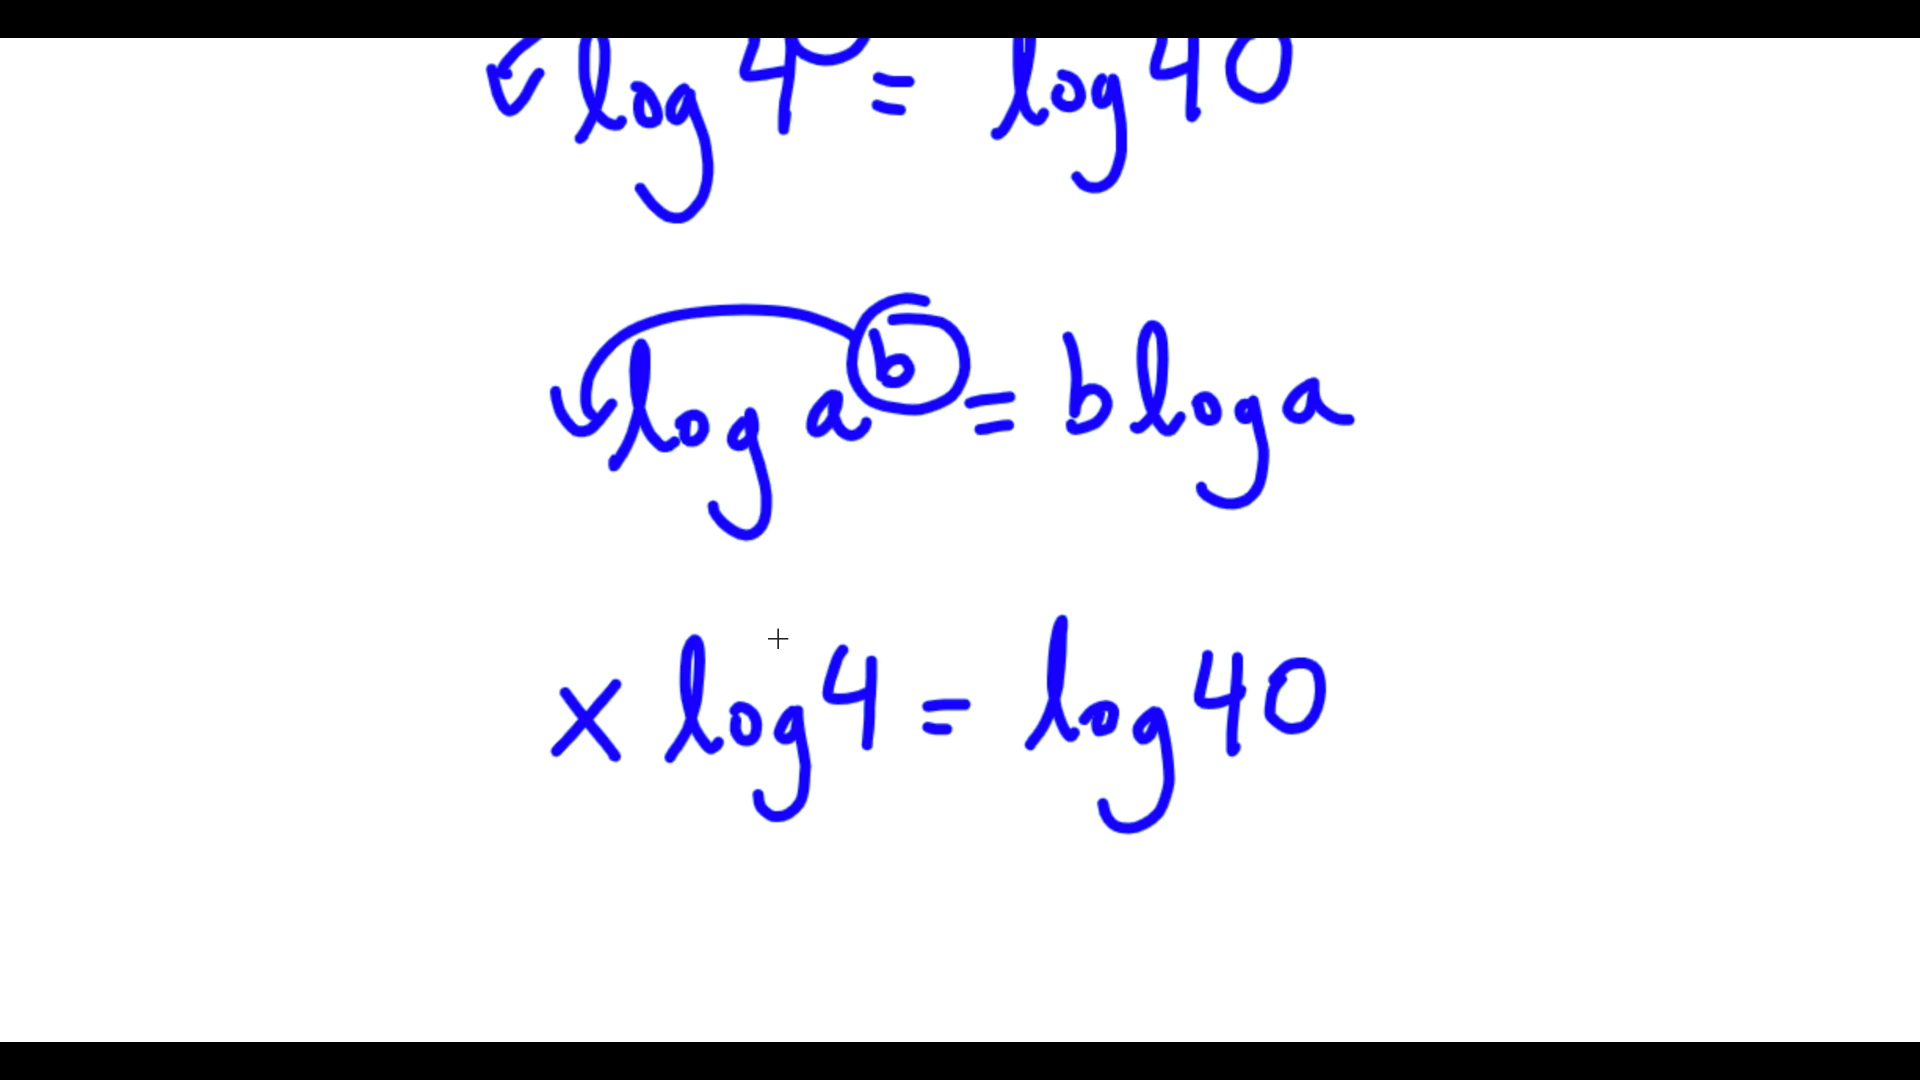 log 4 = log 40
log a^b = b log a
x log 4 = log 40